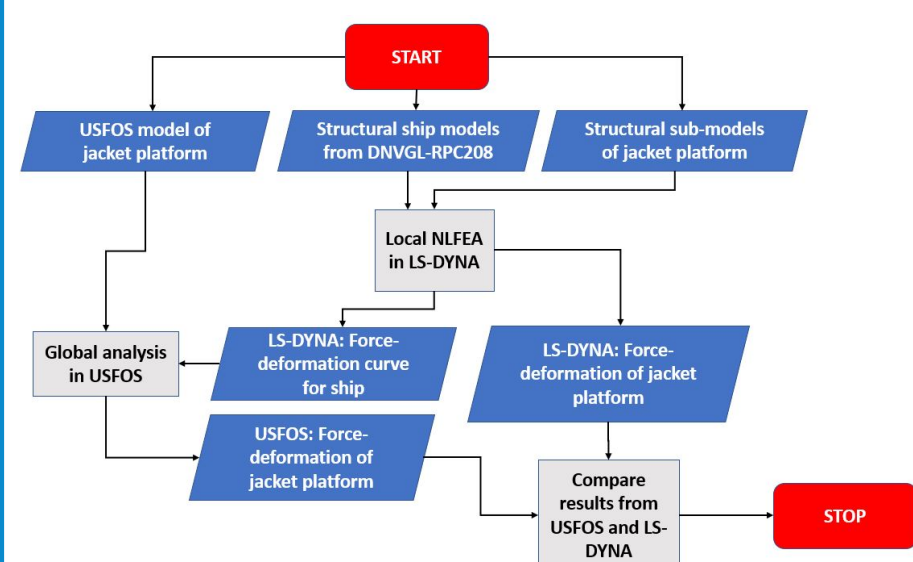 START
USFOS model of
jacket platform
Structural ship models
from DNVGL-RPC208
Structural sub-models
of jacket platform
Local NLFEA
in LS-DYNA
Global analysis
in USFOS
LS-DYNA: Force-
deformation curve
for ship
LS-DYNA: Force-
deformation of jacket
platform
USFOS: Force-
deformation of
jacket platform
Compare
results from
USFOS and LS-
DYNA
STOP